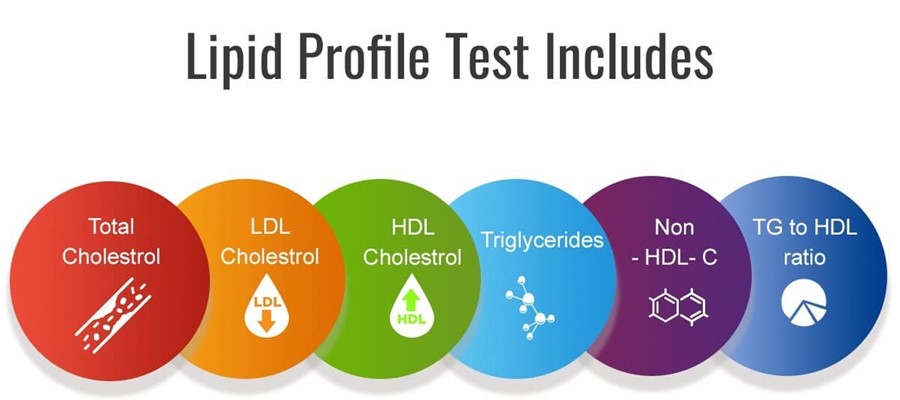 Lipid Profile Test Includes
Total
Cholestrol
LDL
Cholestrol
LDL
HDL
Cholestrol
HDL
Triglycerides
Non
- HDL- C
TG to HDL
ratio